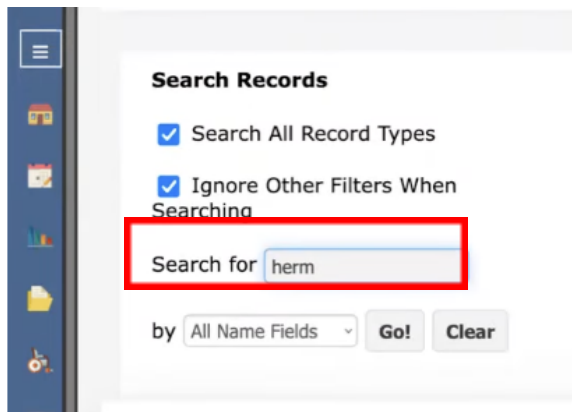 Search Records
Search All Record Types
Ignore Other Filters When
Searching
Search for herm
by All Name Fields Go! Clear